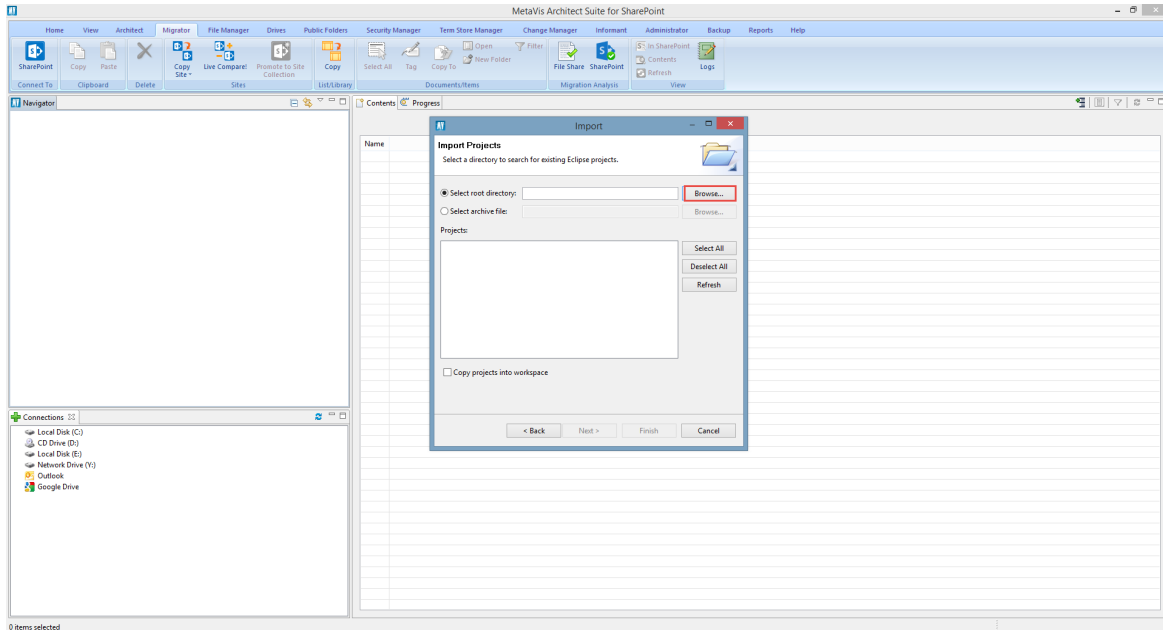 MetaVis Architect Suite for SharePoint
Home View Architect Migrator File Manager Drives Public Folders Security Manager Term Store Manager Change Manager Informant Administrator Backup Reports Help
SharePoint Copy Paste Copy Site Live Compare! Promote to Site Collection Copy Select All Tag Copy To Open New Folder Filter File Share SharePoint In SharePoint Contents Refresh Logs
Connect To Clipboard Delete Sites List/Library Documents/Items Migration Analysis View
Navigator
Contents Progress
Name
Import
Import Projects
Select a directory to search for existing Eclipse projects.
Select root directory: Browse...
Select archive file: Browse...
Projects:
Select All
Deselect All
Refresh
Copy projects into workspace
< Back Next > Finish Cancel
Connections
Local Disk (C:)
CD Drive (D:)
Local Disk (E:)
Network Drive (Y:)
Outlook
Google Drive
0 items selected